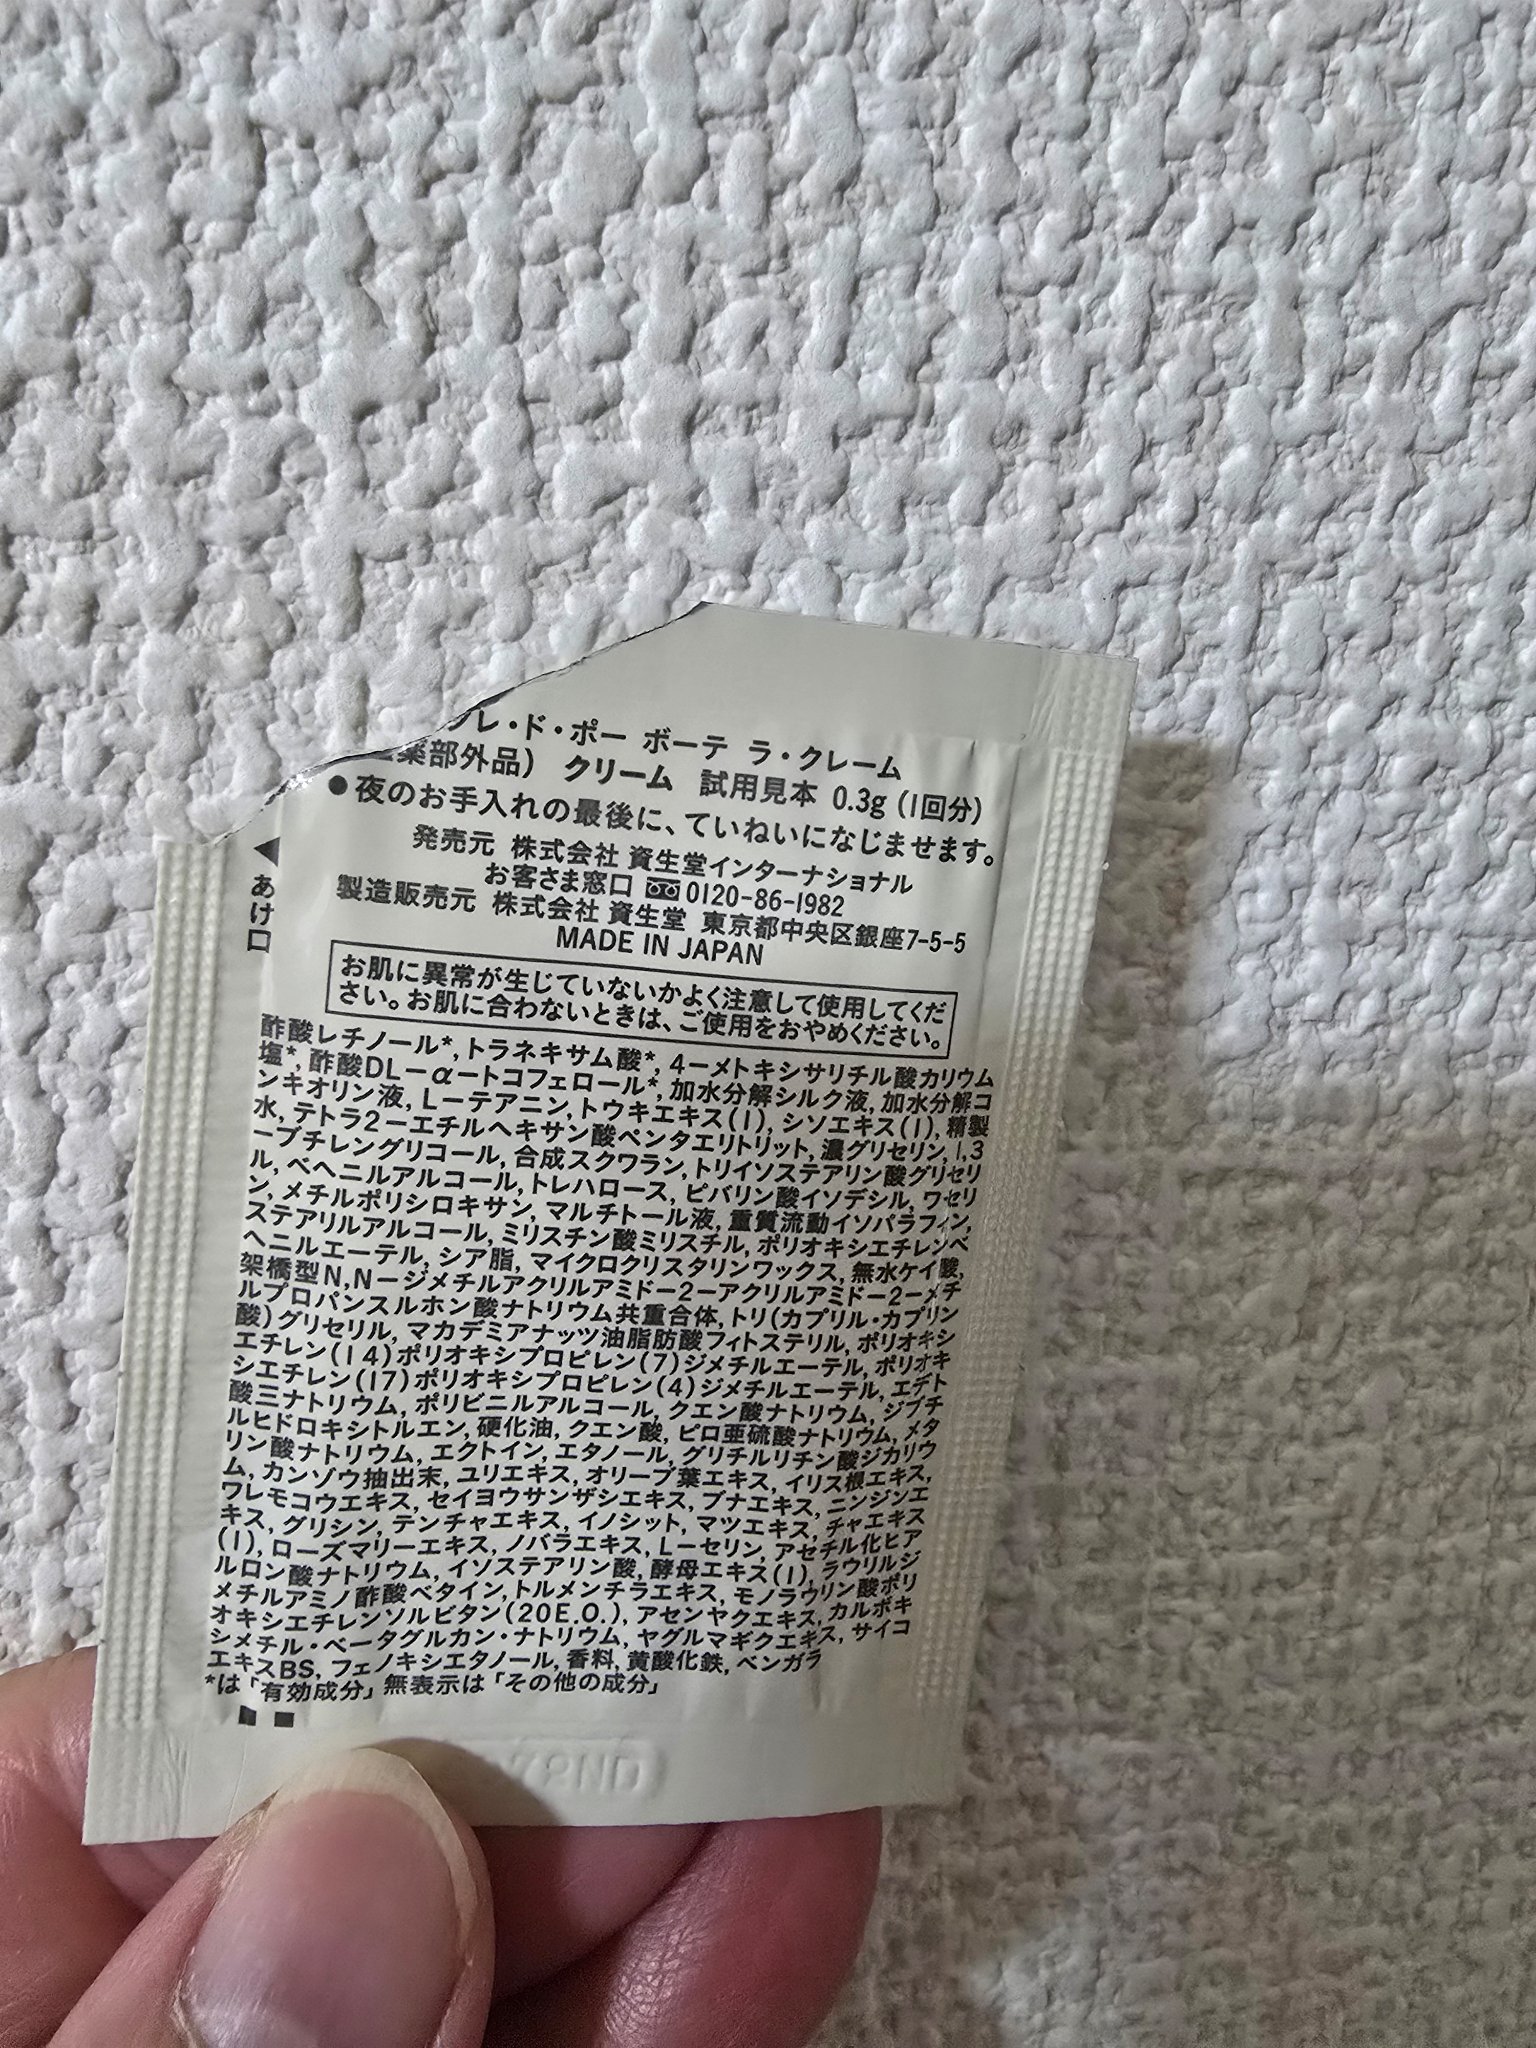 レ・ド・ポー ボーテ ラ・クレーム
薬部外品) クリーム 試用見本 0.3g (1回分)
●夜のお手入れの最後に、ていねいになじませます。
発売元 株式会社 資生堂インターナショナル
お客さま窓口 0120-86-1982
製造販売元 株式会社 資生堂 東京都中央区銀座7-5-5
MADE IN JAPAN
◀あけ口
お肌に異常が生じていないかよく注意して使用してくだ
さい。お肌に合わないときは、ご使用をおやめください。
酢酸レチノール*, トラネキサム酸*, 4-メトキシサリチル酸カリウム
塩*, 酢酸DL-α-トコフェロール*, 加水分解シルク液, 加水分解コ
ンキオリン液, L-テアニン, トウキエキス(1), シソエキス(1), 精製
水, テトラ2-エチルヘキサン酸ペンタエリトリット, 濃グリセリン, 1,3
-ブチレングリコール, 合成スクワラン, トリイソステアリン酸グリセリ
ル, ベヘニルアルコール, トレハロース, ピバリン酸イソデシル, ワセリ
ン, メチルポリシロキサン, マルチトール液, 重質流動イソパラフィン,
ステアリルアルコール, ミリスチン酸ミリスチル, ポリオキシエチレンベ
ヘニルエーテル, シア脂, マイクロクリスタリンワックス, 無水ケイ酸,
架橋型N,N-ジメチルアクリルアミド-2-アクリルアミド-2-メチ
ルプロパンスルホン酸ナトリウム共重合体, トリ(カプリル・カプリン
酸)グリセリル, マカデミアナッツ油脂肪酸フィトステリル, ポリオキシ
エチレン(14)ポリオキシプロピレン(7)ジメチルエーテル, ポリオキ
シエチレン(17)ポリオキシプロピレン(4)ジメチルエーテル, エデト
酸三ナトリウム, ポリビニルアルコール, クエン酸ナトリウム, ジブチ
ルヒドロキシトルエン, 硬化油, クエン酸, ピロ亜硫酸ナトリウム, メタ
リン酸ナトリウム, エクトイン, エタノール, グリチルリチン酸ジカリウ
ム, カンゾウ抽出末, ユリエキス, オリーブ葉エキス, イリス根エキス,
ワレモコウエキス, セイヨウサンザシエキス, ブナエキス, ニンジンエ
キス, グリシン, テンチャエキス, イノシット, マツエキス, チャエキス
(1), ローズマリーエキス, ノバラエキス, L-セリン, アセチル化ヒア
ルロン酸ナトリウム, イソステアリン酸, 酵母エキス(1), ラウリルジ
メチルアミノ酢酸ベタイン, トルメンチラエキス, モノラウリン酸ポリ
オキシエチレンソルビタン(20E.O.), アセンヤクエキス, カルボキ
シメチル・ベータグルカン・ナトリウム, ヤグルマギクエキス, サイコ
エキスBS, フェノキシエタノール, 香料, 黄酸化鉄, ベンガラ
*は「有効成分」無表示は「その他の成分」